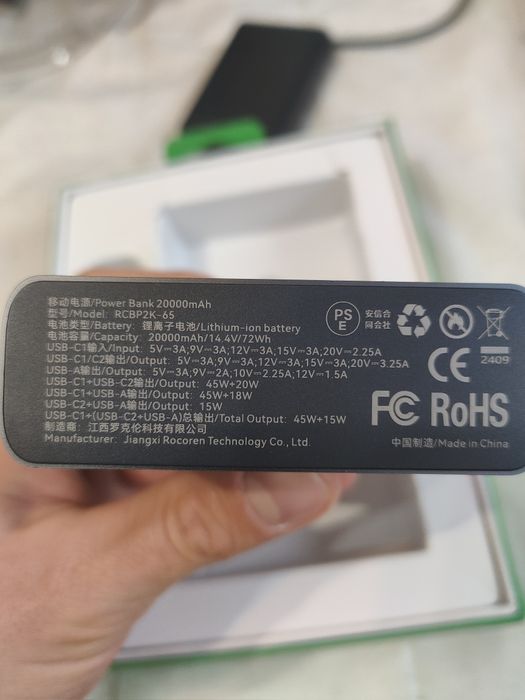 移动电源/Power Bank 20000mAh
型号/Model: RCBP2K-65
电池类型/Battery: 锂离子电池/Lithium-ion battery
电池容量/Capacity: 20000mAh/14.4V/72Wh
USB-C1输入/Input: 5V⎓3A;9V⎓3A;12V⎓3A;15V⎓3A;20V⎓2.25A
USB-C1/C2输出/Output: 5V⎓3A;9V⎓3A;12V⎓3A;15V⎓3A;20V⎓3.25A
USB-A输出/Output: 5V⎓3A;9V⎓2A;10V⎓2.25A;12V⎓1.5A
USB-C1+USB-C2输出/Output: 45W+20W
USB-C1+USB-A输出/Output: 45W+18W
USB-C2+USB-A输出/Output: 15W
USB-C1+(USB-C2+USB-A)总输出/Total Output: 45W+15W
制造商: 江西罗克伦科技有限公司
Manufacturer: Jiangxi Rocoren Technology Co., Ltd.
PS
E
安信合
同会社
CE
2409
FC RoHS
中国制造/Made in China